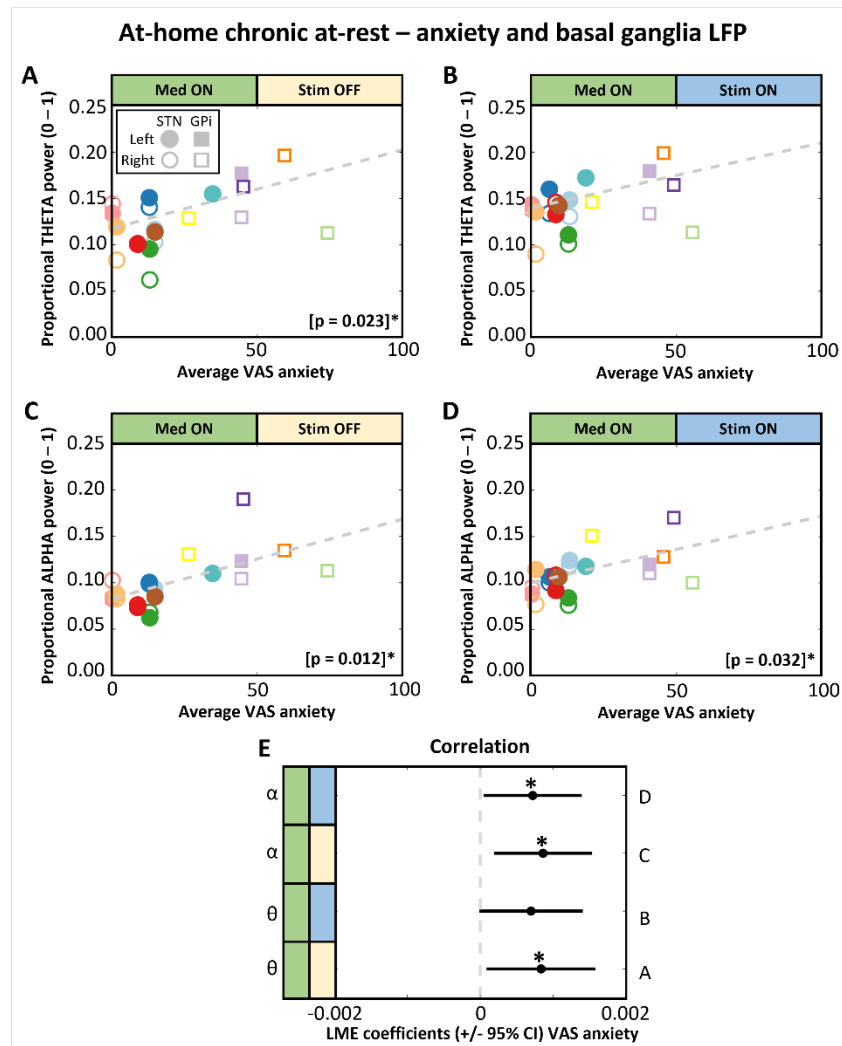 At-home chronic at-rest – anxiety and basal ganglia LFP
A
Med ON Stim OFF
Proportional THETA power (0 – 1)
0.25
0.20
0.15
0.10
0.05
0.00
STN GPi
Left
Right
[p = 0.023]*
0 50 100
Average VAS anxiety
B
Med ON Stim ON
Proportional THETA power (0 – 1)
0.25
0.20
0.15
0.10
0.05
0.00
0 50 100
Average VAS anxiety
C
Med ON Stim OFF
Proportional ALPHA power (0 – 1)
0.25
0.20
0.15
0.10
0.05
0.00
[p = 0.012]*
0 50 100
Average VAS anxiety
D
Med ON Stim ON
Proportional ALPHA power (0 – 1)
0.25
0.20
0.15
0.10
0.05
0.00
[p = 0.032]*
0 50 100
Average VAS anxiety
E Correlation
α * D
α * C
θ B
θ * A
-0.002 0 0.002
LME coefficients (+/- 95% CI) VAS anxiety